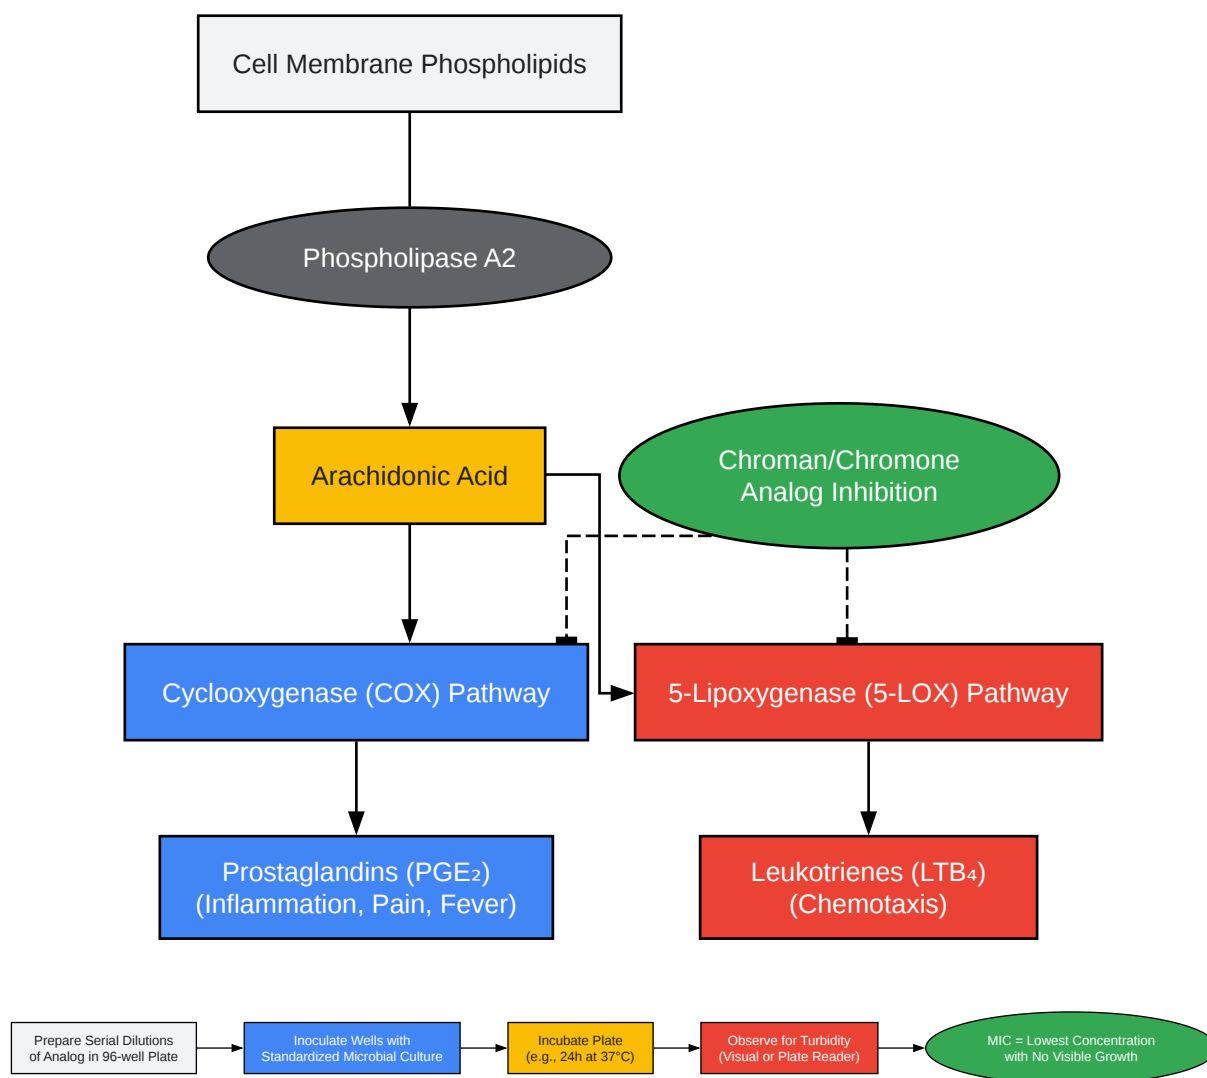 Cell Membrane Phospholipids
Phospholipase A2
Arachidonic Acid
Chroman/Chromone
Analog Inhibition
Cyclooxygenase (COX) Pathway
5-Lipoxygenase (5-LOX) Pathway
Prostaglandins (PGE₂)
(Inflammation, Pain, Fever)
Leukotrienes (LTB₄)
(Chemotaxis)
Prepare Serial Dilutions
of Analog in 96-well Plate
Inoculate Wells with
Standardized Microbial Culture
Incubate Plate
(e.g., 24h at 37°C)
Observe for Turbidity
(Visual or Plate Reader)
MIC = Lowest Concentration
with No Visible Growth